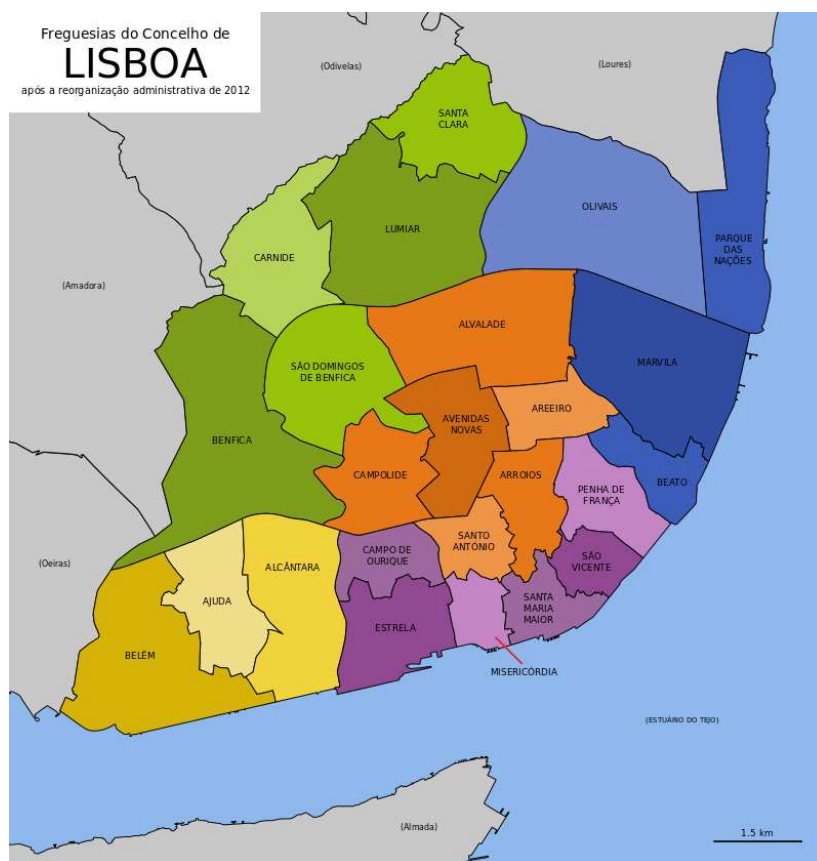 Freguesias do Concelho de
LISBOA
após a reorganização administrativa de 2012
(Odivelas)
(Loures)
SANTA
CLARA
OLIVAIS
LUMIAR
PARQUE
DAS
NAÇÕES
CARNIDE
(Amadora)
ALVALADE
MARVILA
SÃO DOMINGOS
DE BENFICA
AREEIRO
AVENIDAS
NOVAS
BENFICA
CAMPOLIDE
ARROIOS
BEATO
PENHA DE
FRANÇA
SANTO
ANTÓNIO
CAMPO DE
OURIQUE
SÃO
VICENTE
(Oeiras)
ALCÂNTARA
AJUDA
SANTA
MARIA
MAIOR
ESTRELA
BELÉM
MISERICÓRDIA
(ESTUÁRIO DO TEJO)
(Almada)
1.5 km